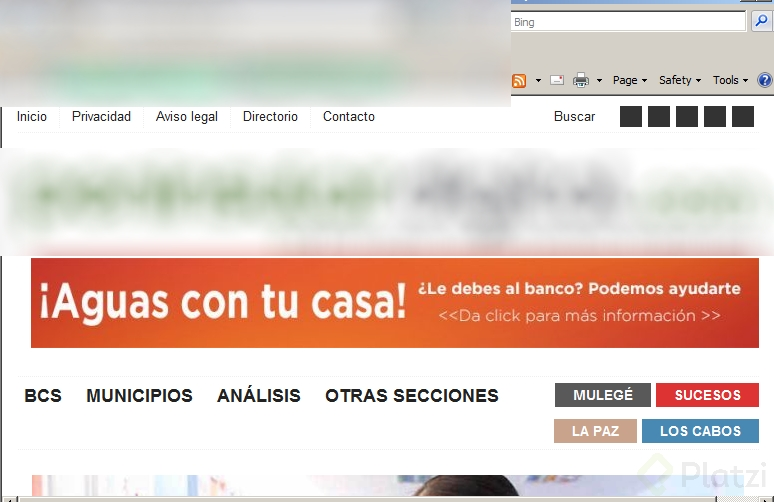 Bing
Page Safety Tools
Inicio Privacidad Aviso legal Directorio Contacto Buscar
¡Aguas con tu casa!
¿Le debes al banco? Podemos ayudarte
<<Da click para más información >>
BCS MUNICIPIOS ANÁLISIS OTRAS SECCIONES
MULEGÉ SUCESOS
LA PAZ LOS CABOS
Platzi